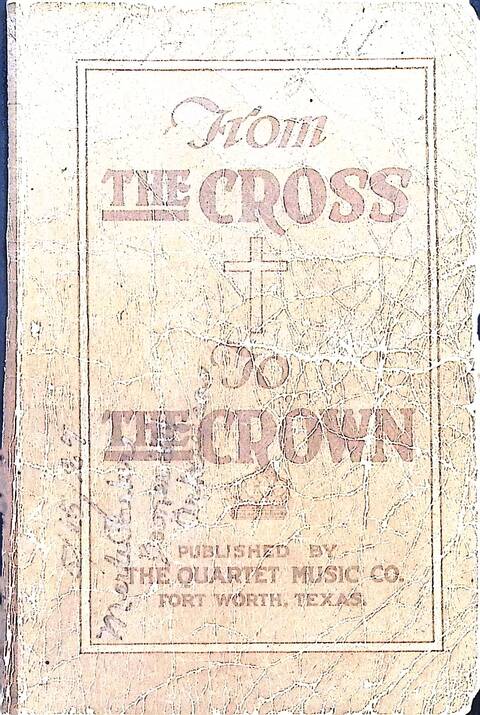 From
THE CROSS
To
THE CROWN
PUBLISHED BY
THE QUARTET MUSIC CO.
FORT WORTH, TEXAS.